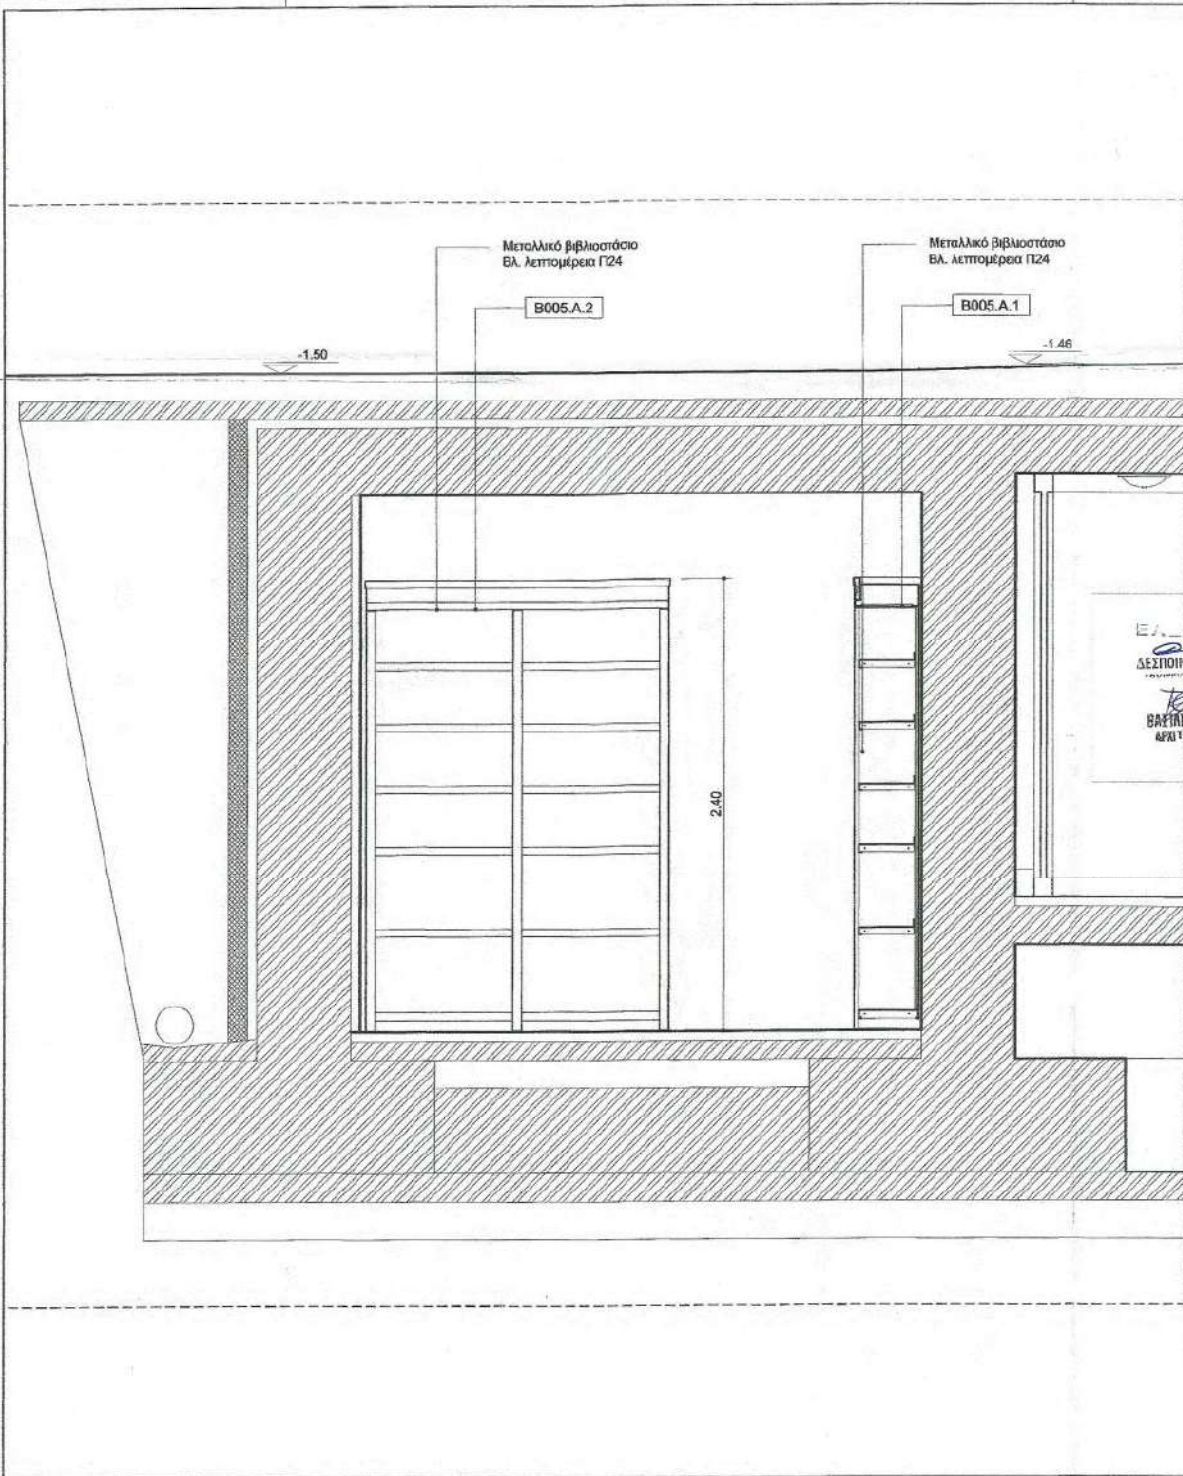 Μεταλλικό βιβλιοστάσιο
Βλ. λεπτομέρεια Π24
Μεταλλικό βιβλιοστάσιο
Βλ. λεπτομέρεια Π24
B005.A.2
B005.A.1
-1.50
-1.46
2.40